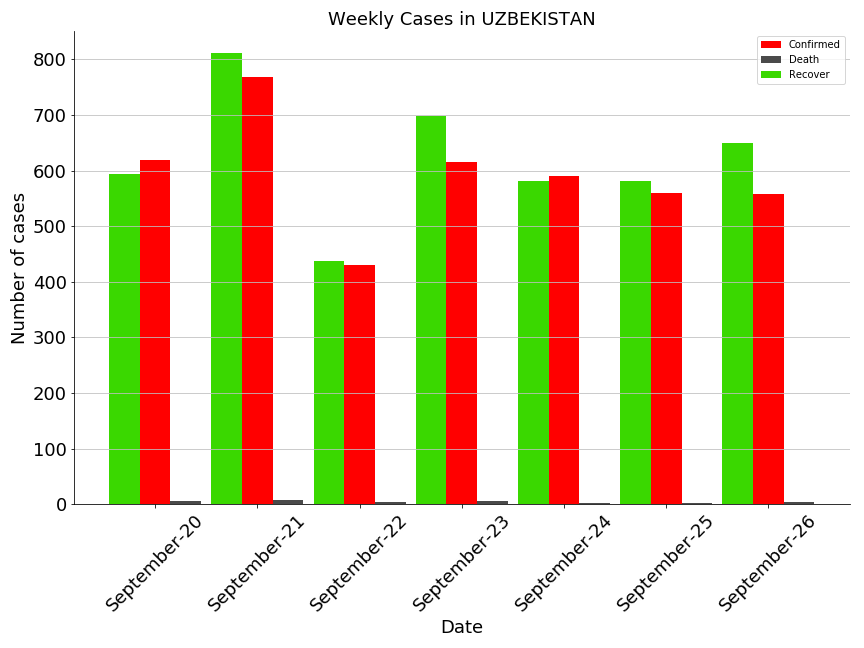 Weekly Cases in UZBEKISTAN
Confirmed
Death
Recover
Number of cases
800
700
600
500
400
300
200
100
0
September-20
September-21
September-22
September-23
September-24
September-25
September-26
Date